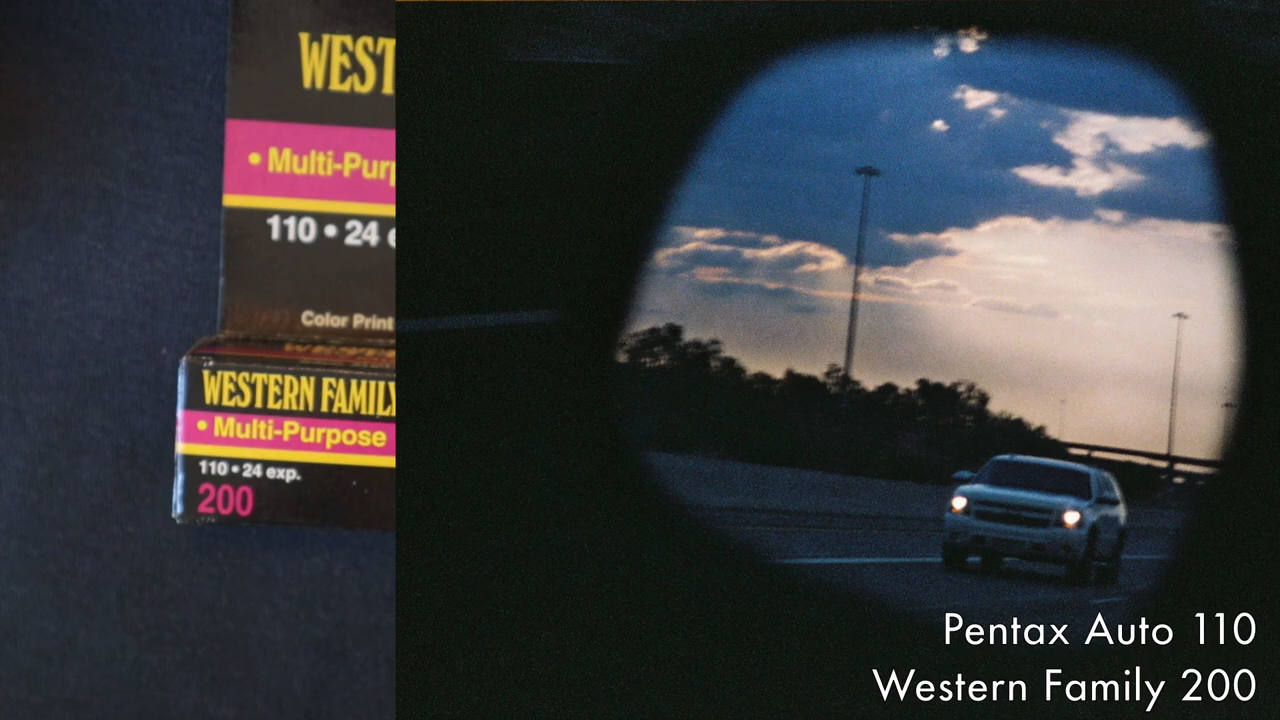 WEST
• Multi-Purp
110 • 24 e
Color Print
WESTERN FAMILY
• Multi-Purpose
110 • 24 exp.
200
Pentax Auto 110
Western Family 200